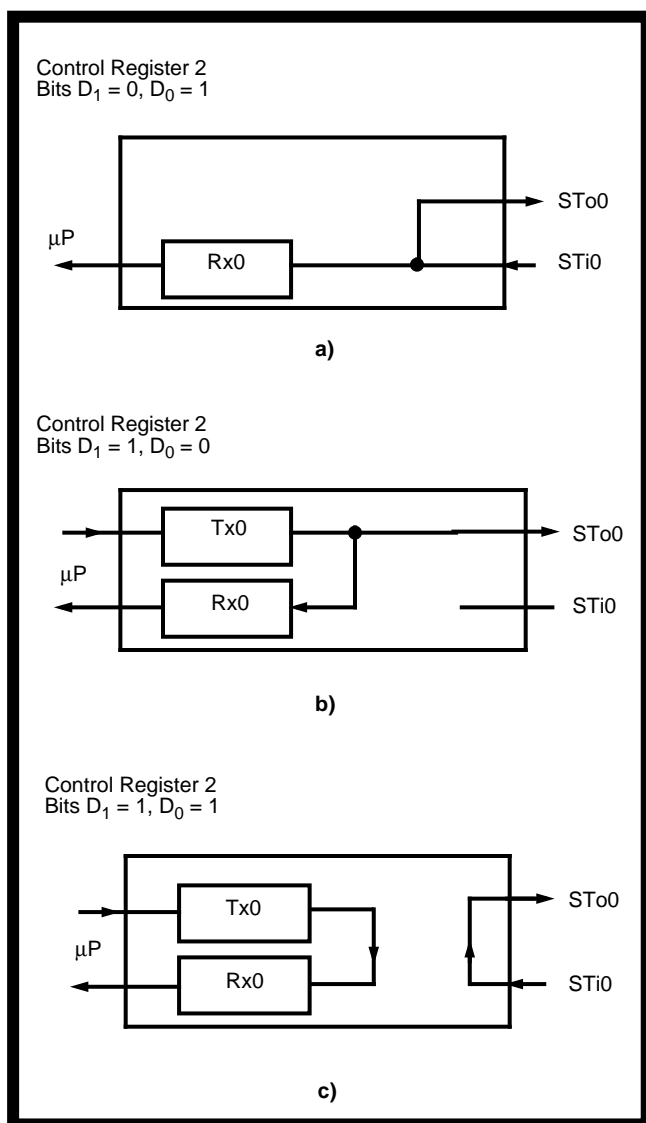 Control Register 2
Bits D₁ = 0, D₀ = 1
STo0
μP
Rx0
STi0
a)
Control Register 2
Bits D₁ = 1, D₀ = 0
Tx0
STo0
μP
Rx0
STi0
b)
Control Register 2
Bits D₁ = 1, D₀ = 1
Tx0
STo0
μP
Rx0
STi0
c)